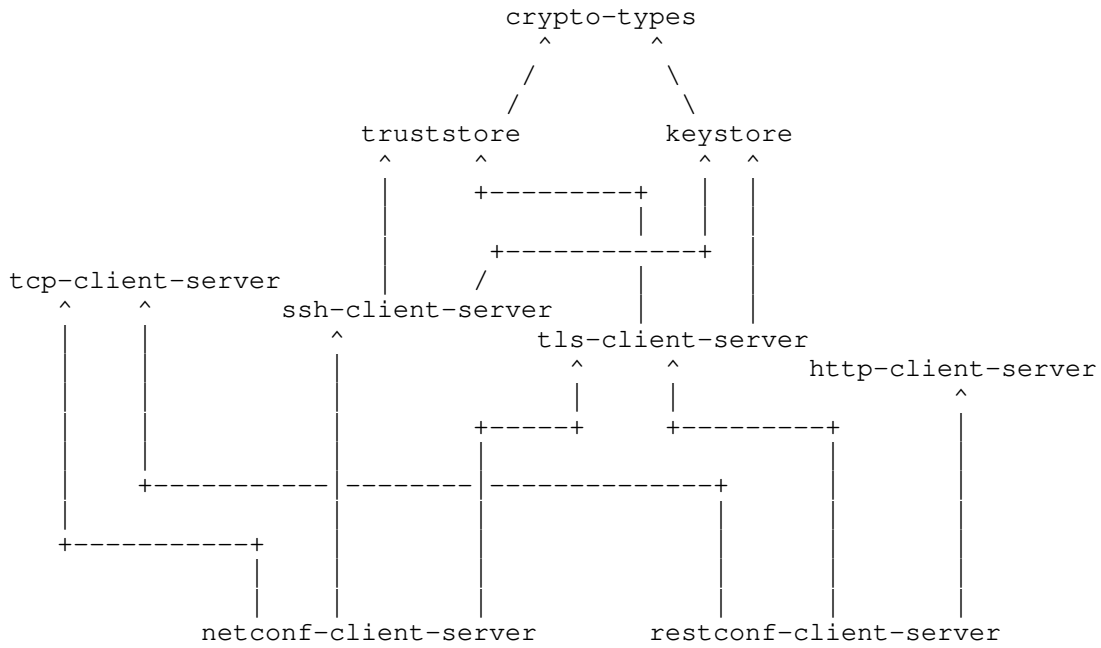 crypto-types
truststore keystore
tcp-client-server
ssh-client-server
tls-client-server
http-client-server
netconf-client-server restconf-client-server